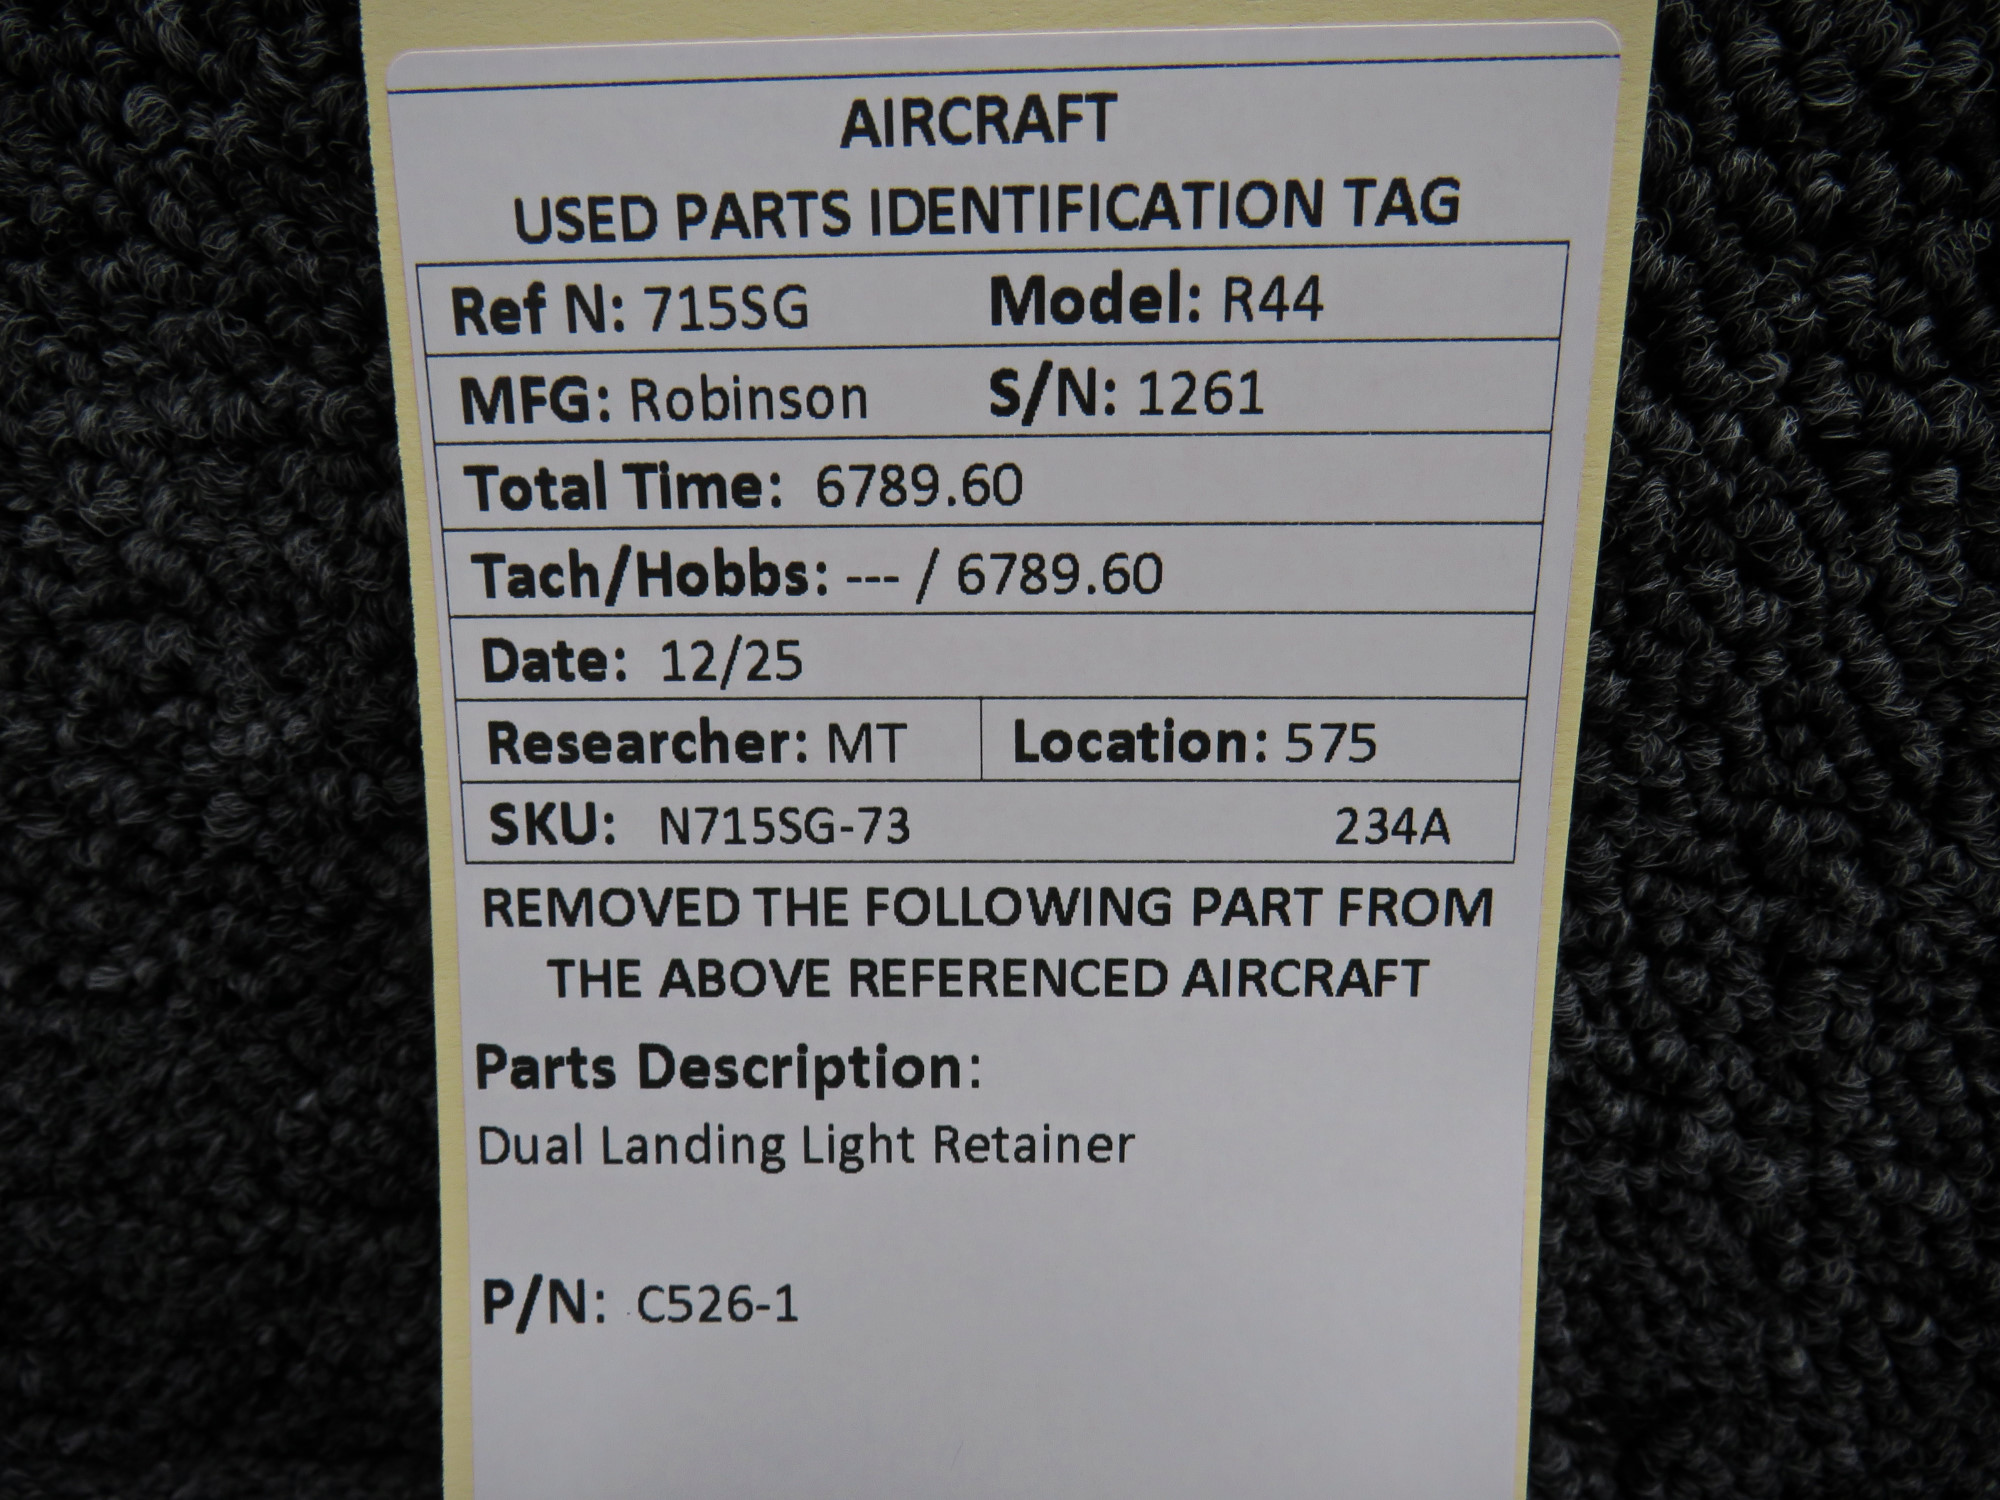 AIRCRAFT
USED PARTS IDENTIFICATION TAG
Ref N: 715SG Model: R44
MFG: Robinson S/N: 1261
Total Time: 6789.60
Tach/Hobbs: --- / 6789.60
Date: 12/25
Researcher: MT Location: 575
SKU: N715SG-73 234A
REMOVED THE FOLLOWING PART FROM
THE ABOVE REFERENCED AIRCRAFT
Parts Description:
Dual Landing Light Retainer
P/N: C526-1